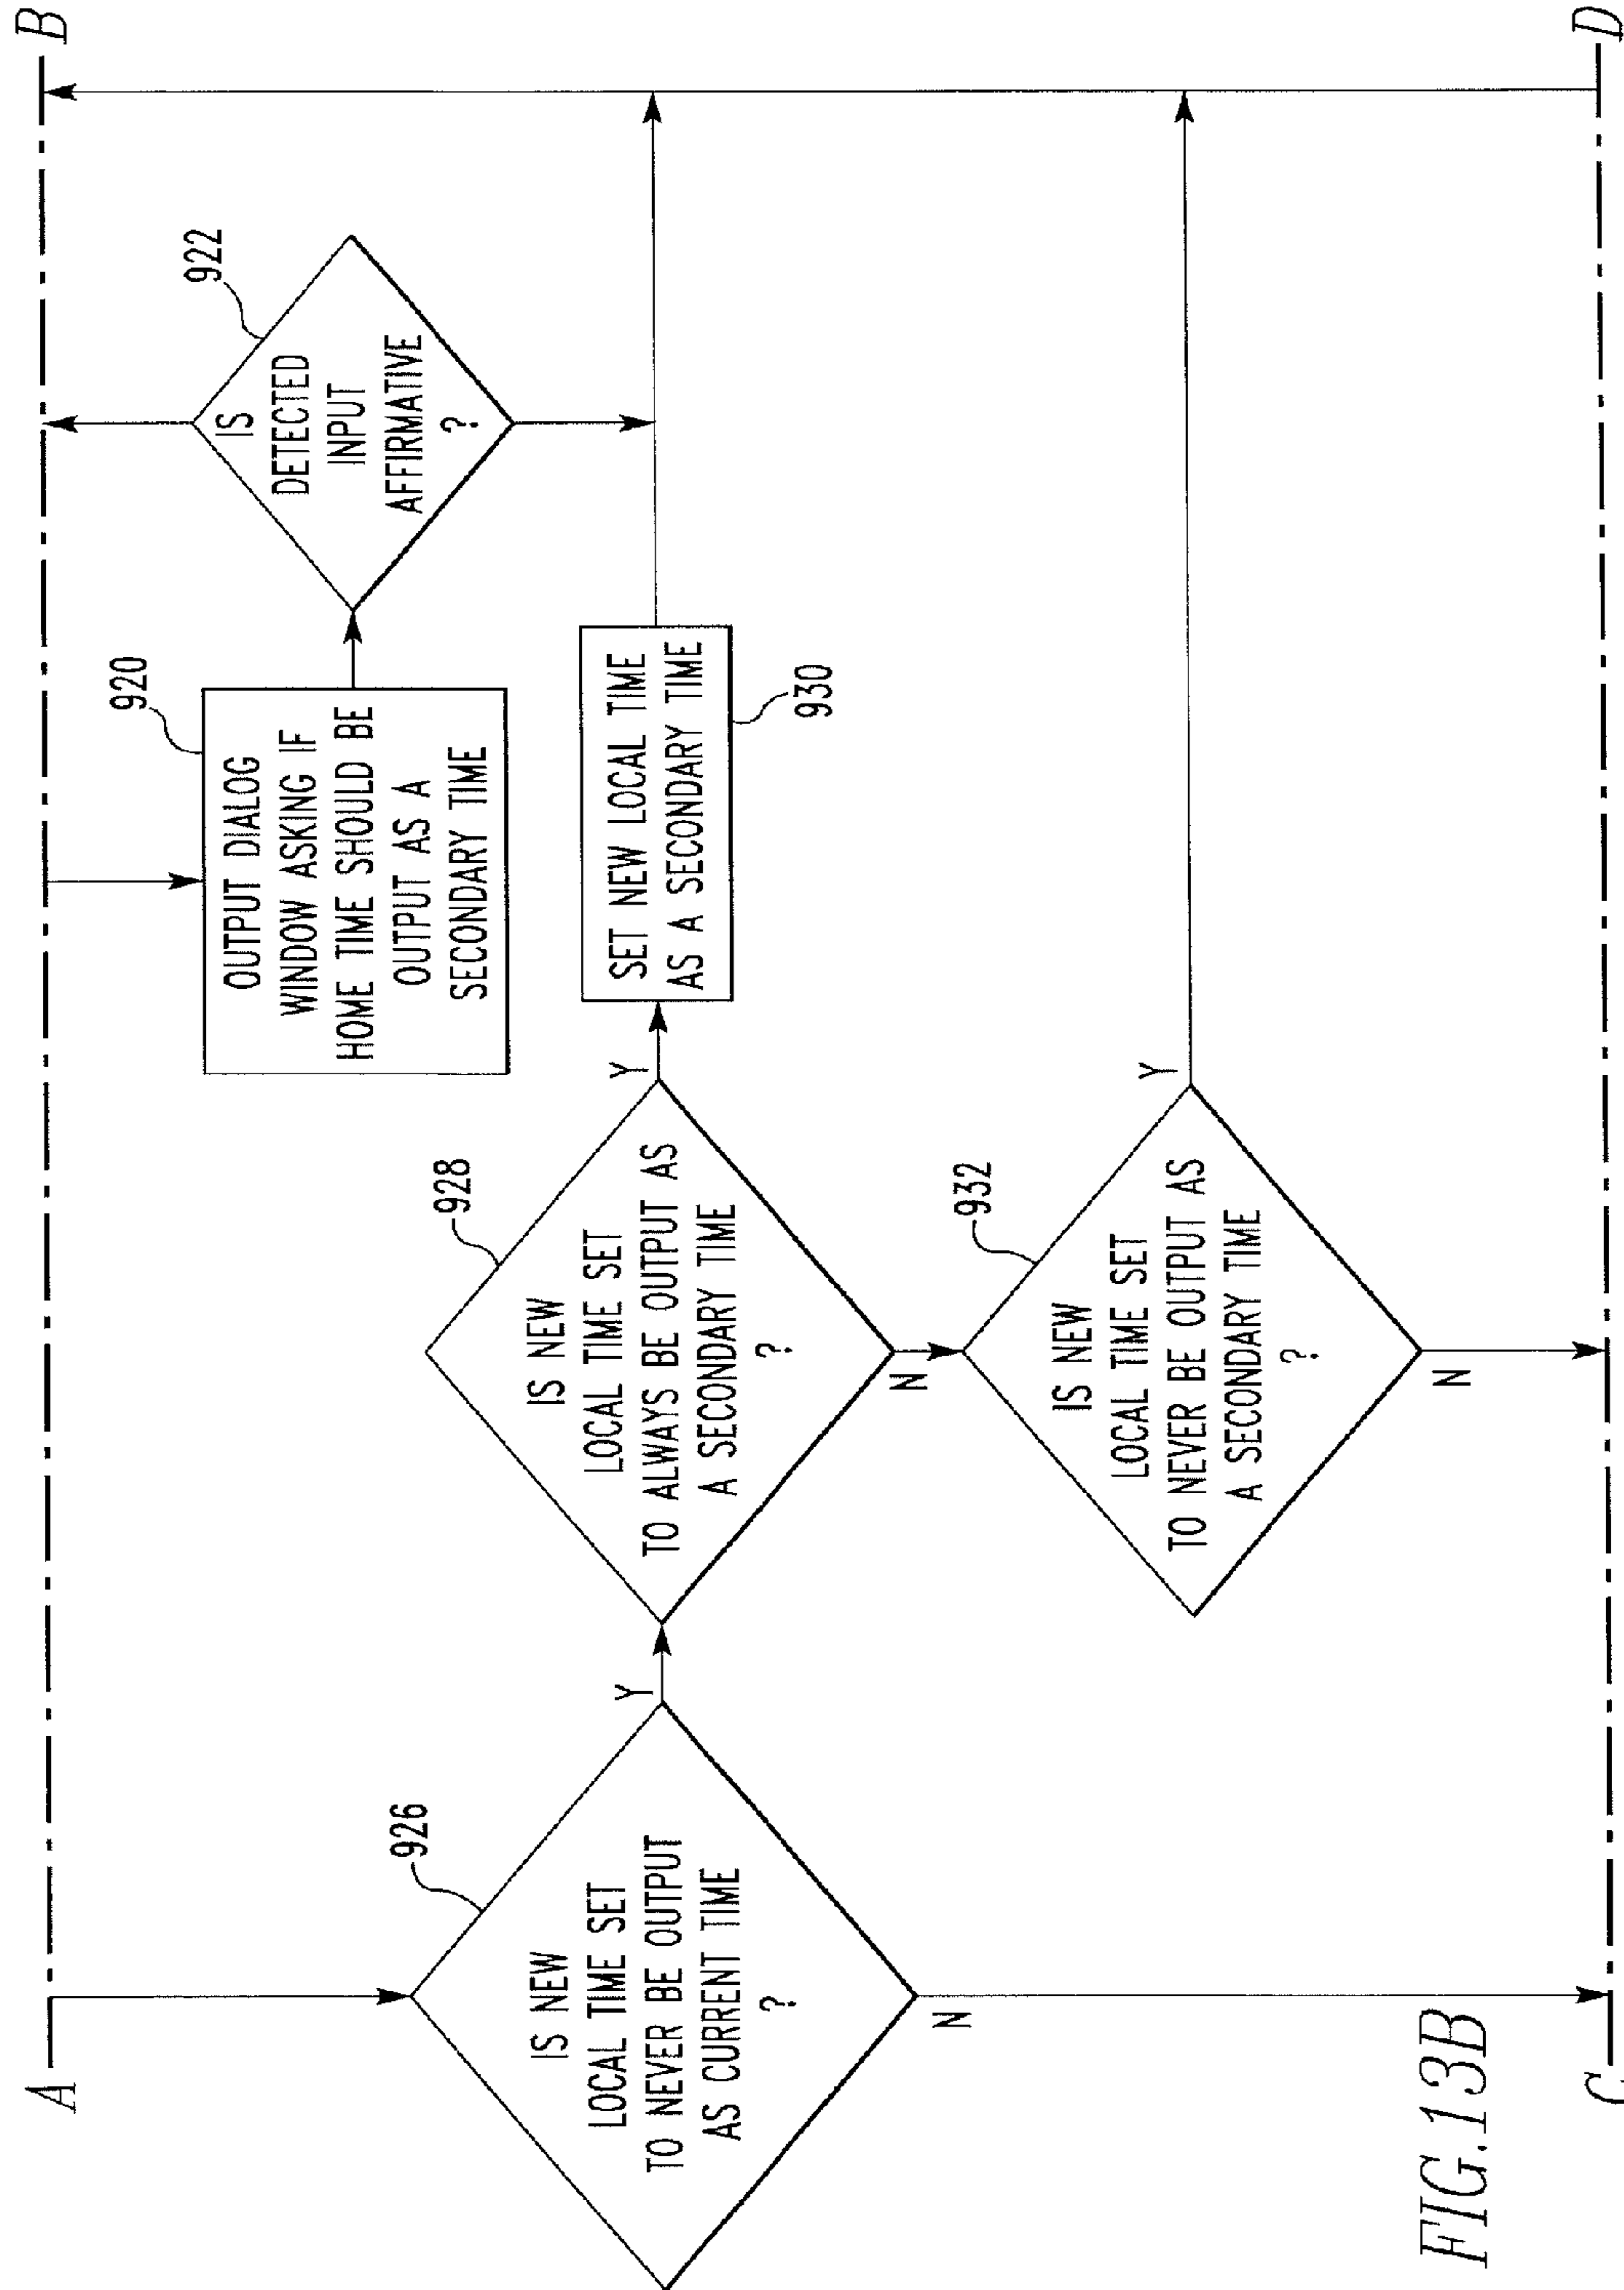 A
B
920
OUTPUT DIALOG
WINDOW ASKING IF
HOME TIME SHOULD BE
OUTPUT AS A
SECONDARY TIME
922
IS
DETECTED
INPUT
AFFIRMATIVE
?
926
IS NEW
LOCAL TIME SET
TO NEVER BE OUTPUT
AS CURRENT TIME
?
Y
N
928
IS NEW
LOCAL TIME SET
TO ALWAYS BE OUTPUT AS
A SECONDARY TIME
?
Y
N
SET NEW LOCAL TIME
AS A SECONDARY TIME
930
932
IS NEW
LOCAL TIME SET
TO NEVER BE OUTPUT AS
A SECONDARY TIME
?
Y
N
C
D
FIG.13B